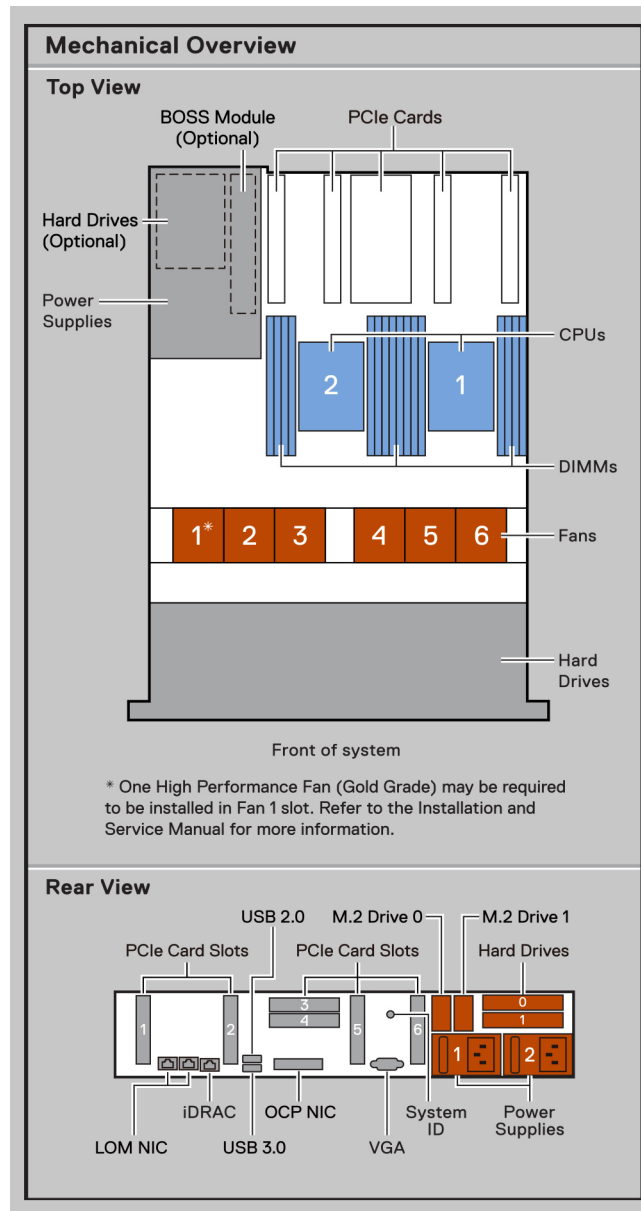 Mechanical Overview
Top View
BOSS Module
(Optional)
PCIe Cards
Hard Drives
(Optional)
Power
Supplies
CPUs
2
1
DIMMs
1*
2
3
4
5
6
Fans
Hard
Drives
Front of system
* One High Performance Fan (Gold Grade) may be required
to be installed in Fan 1 slot. Refer to the Installation and
Service Manual for more information.
Rear View
USB 2.0
M.2 Drive 0
M.2 Drive 1
PCIe Card Slots
PCIe Card Slots
Hard Drives
1
2
3
4
5
6
0
1
1
2
iDRAC
OCP NIC
System
ID
Power
Supplies
LOM NIC
USB 3.0
VGA